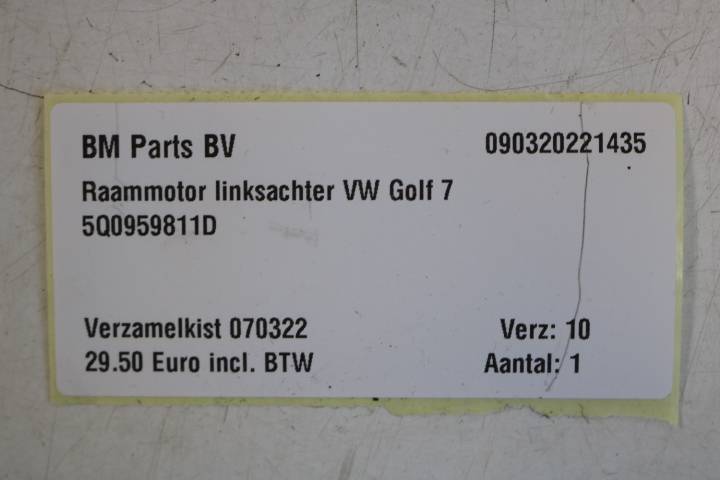 BM Parts BV 090320221435
Raammotor linksachter VW Golf 7
5Q0959811D
Verzamelkist 070322 Verz: 10
29.50 Euro incl. BTW Aantal: 1